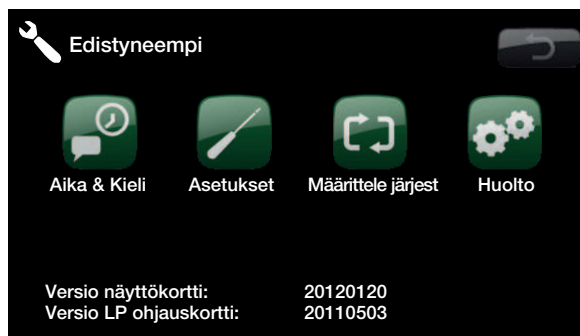 Edistyneempi
Aika & Kieli Asetukset Määrittele järjest Huolto
Versio näyttökortti: 20120120
Versio LP ohjauskortti: 20110503